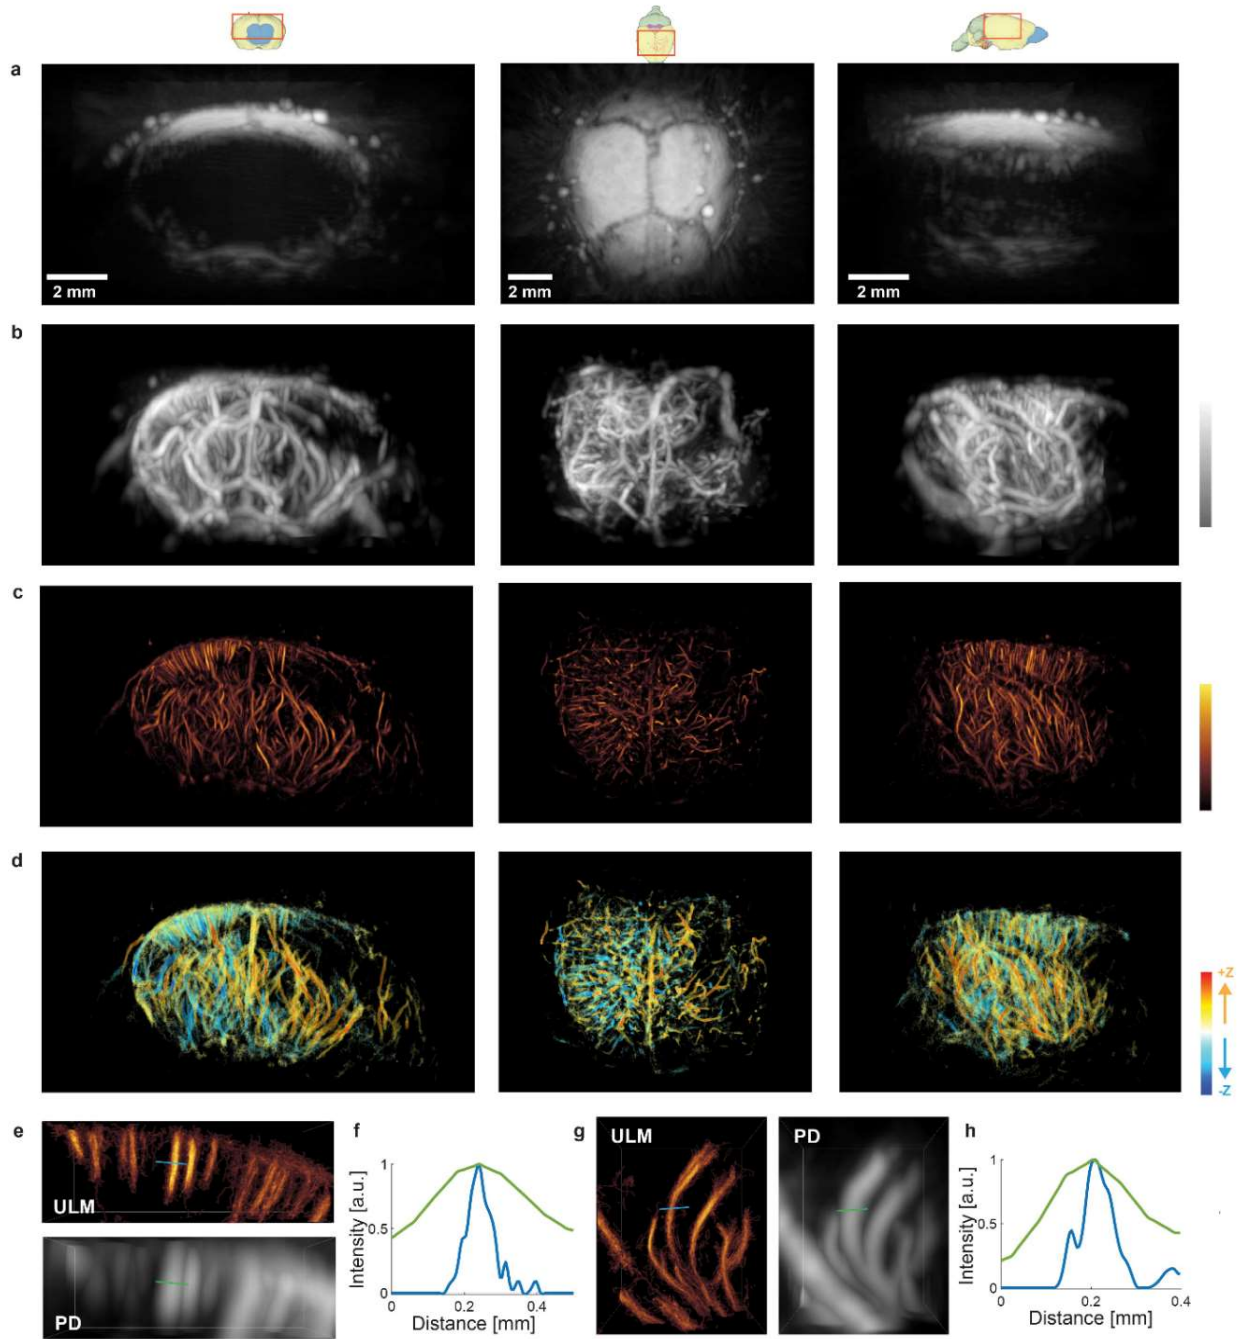 a
2 mm
2 mm
2 mm
b
c
d
+Z
-Z
e
ULM
PD
f
Intensity [a.u.]
1
0.5
0
0
0.2
0.4
Distance [mm]
g
ULM
PD
h
Intensity [a.u.]
1
0.5
0
0
0.2
0.4
Distance [mm]